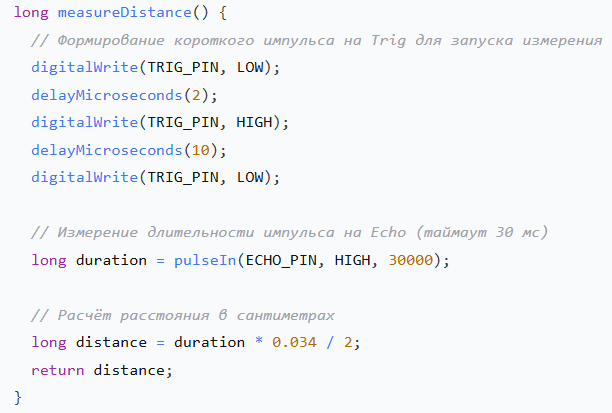 long measureDistance() {
  // Формирование короткого импульса на Trig для запуска измерения
  digitalWrite(TRIG_PIN, LOW);
  delayMicroseconds(2);
  digitalWrite(TRIG_PIN, HIGH);
  delayMicroseconds(10);
  digitalWrite(TRIG_PIN, LOW);

  // Измерение длительности импульса на Echo (таймаут 30 мс)
  long duration = pulseIn(ECHO_PIN, HIGH, 30000);

  // Расчёт расстояния в сантиметрах
  long distance = duration * 0.034 / 2;
  return distance;
}